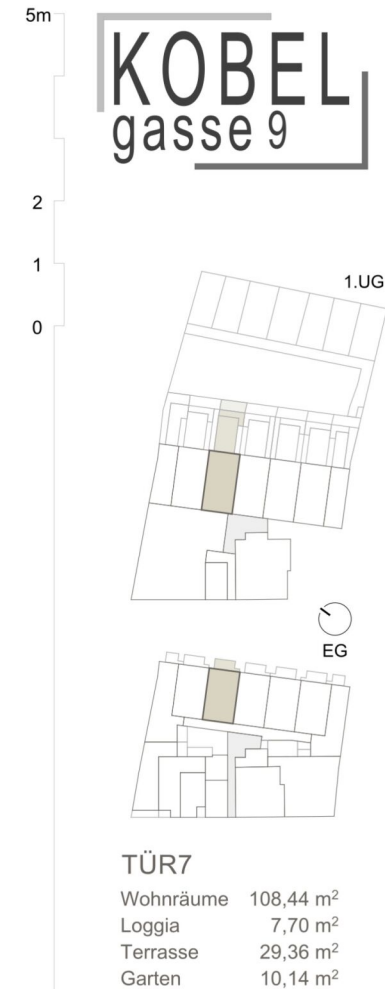 5m
KOBEL
gasse 9
2
1
0
1.UG
EG
TÜR7
Wohnräume 108,44 m²
Loggia 7,70 m²
Terrasse 29,36 m²
Garten 10,14 m²